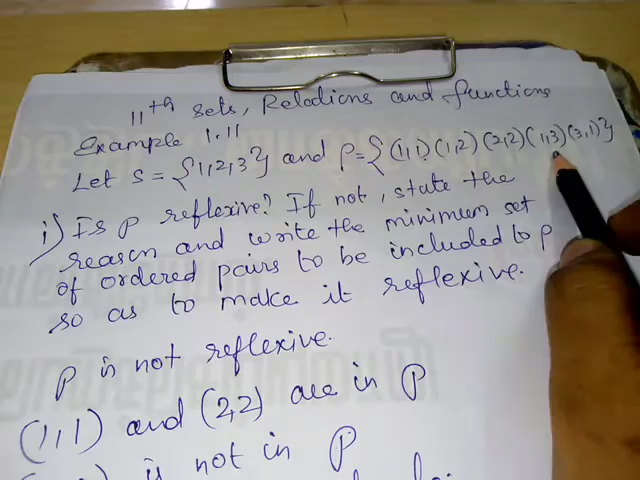 11th Sets, Relations and functions
Example 1.11
Let S = {1,2,3} and ρ = {(1,1) (1,2) (2,2) (1,3) (3,1)}
i) Is ρ reflexive? If not, state the
reason and write the minimum set
of ordered pairs to be included to ρ
so as to make it reflexive.
ρ is not reflexive.
(1,1) and (2,2) are in ρ
is not in ρ